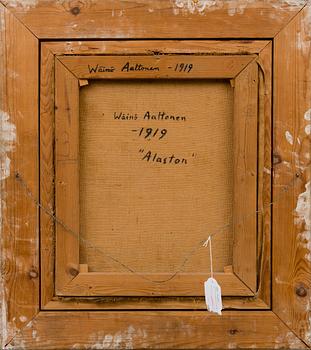 Wäinö Aaltonen -1919
Wäinö Aaltonen
-1919
"Alaston"